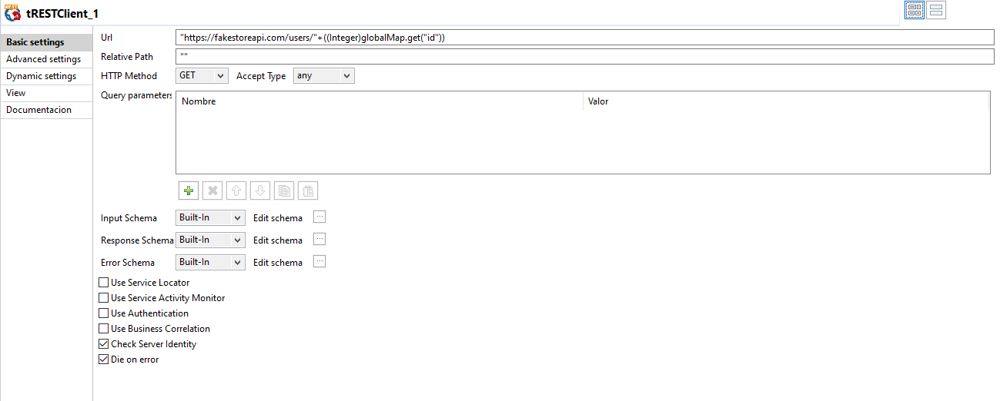 REST
tRESTClient_1
Basic settings
Advanced settings
Dynamic settings
View
Documentacion
Url "https://fakestoreapi.com/users/"+((Integer)globalMap.get("id"))
Relative Path ""
HTTP Method GET Accept Type any
Query parameters
Nombre Valor
Input Schema Built-In Edit schema ...
Response Schema Built-In Edit schema ...
Error Schema Built-In Edit schema ...
Use Service Locator
Use Service Activity Monitor
Use Authentication
Use Business Correlation
Check Server Identity
Die on error